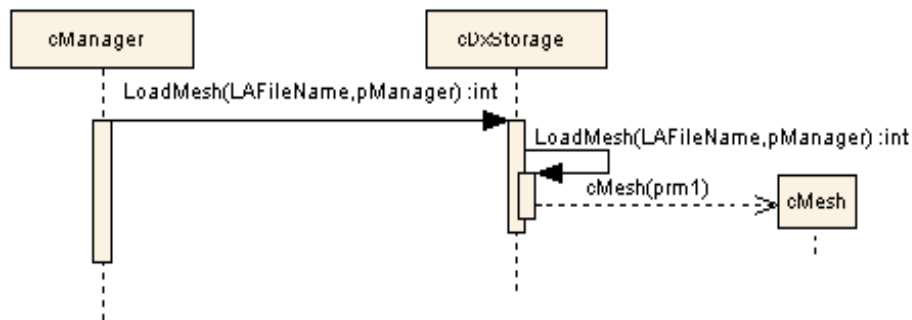 cManager
cDxStorage
LoadMesh(LAFileName,pManager) :int
LoadMesh(LAFileName,pManager) :int
cMesh(prm1)
cMesh